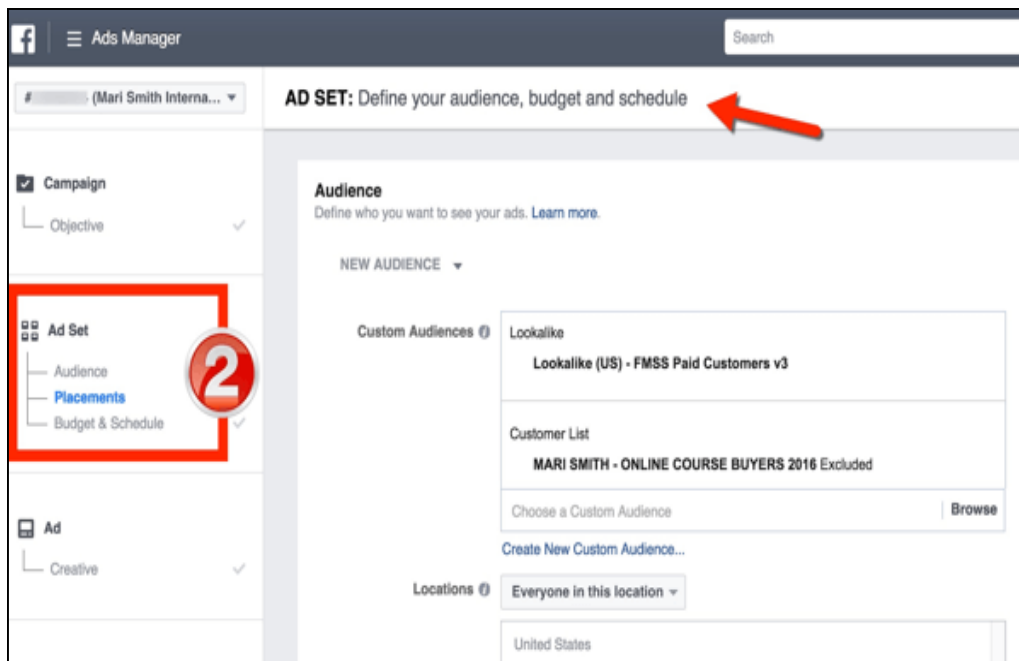 f
Ads Manager
Search
# (Mari Smith Interna...
AD SET: Define your audience, budget and schedule
Campaign
Objective
Ad Set
Audience
Placements
Budget & Schedule
2
Ad
Creative
Audience
Define who you want to see your ads. Learn more.
NEW AUDIENCE
Custom Audiences i
Lookalike
Lookalike (US) - FMSS Paid Customers v3
Customer List
MARI SMITH - ONLINE COURSE BUYERS 2016 Excluded
Choose a Custom Audience
Browse
Create New Custom Audience...
Locations i
Everyone in this location
United States